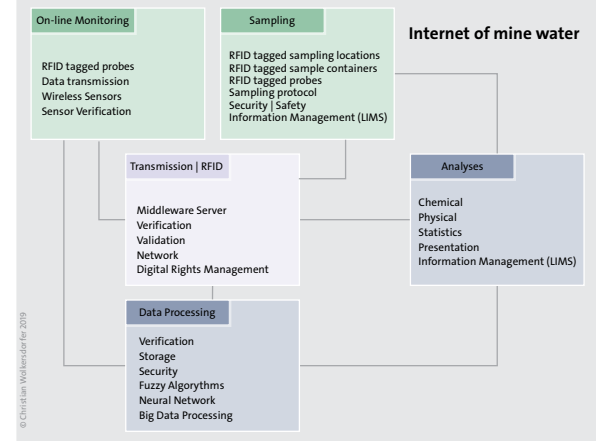 Internet of mine water
On-line Monitoring
RFID tagged probes
Data transmission
Wireless Sensors
Sensor Verification
Sampling
RFID tagged sampling locations
RFID tagged sample containers
RFID tagged probes
Sampling protocol
Security | Safety
Information Management (LIMS)
Transmission | RFID
Middleware Server
Verification
Validation
Network
Digital Rights Management
Analyses
Chemical
Physical
Statistics
Presentation
Information Management (LIMS)
Data Processing
Verification
Storage
Security
Fuzzy Algorythms
Neural Network
Big Data Processing
© Christian Wolkersdorfer 2019